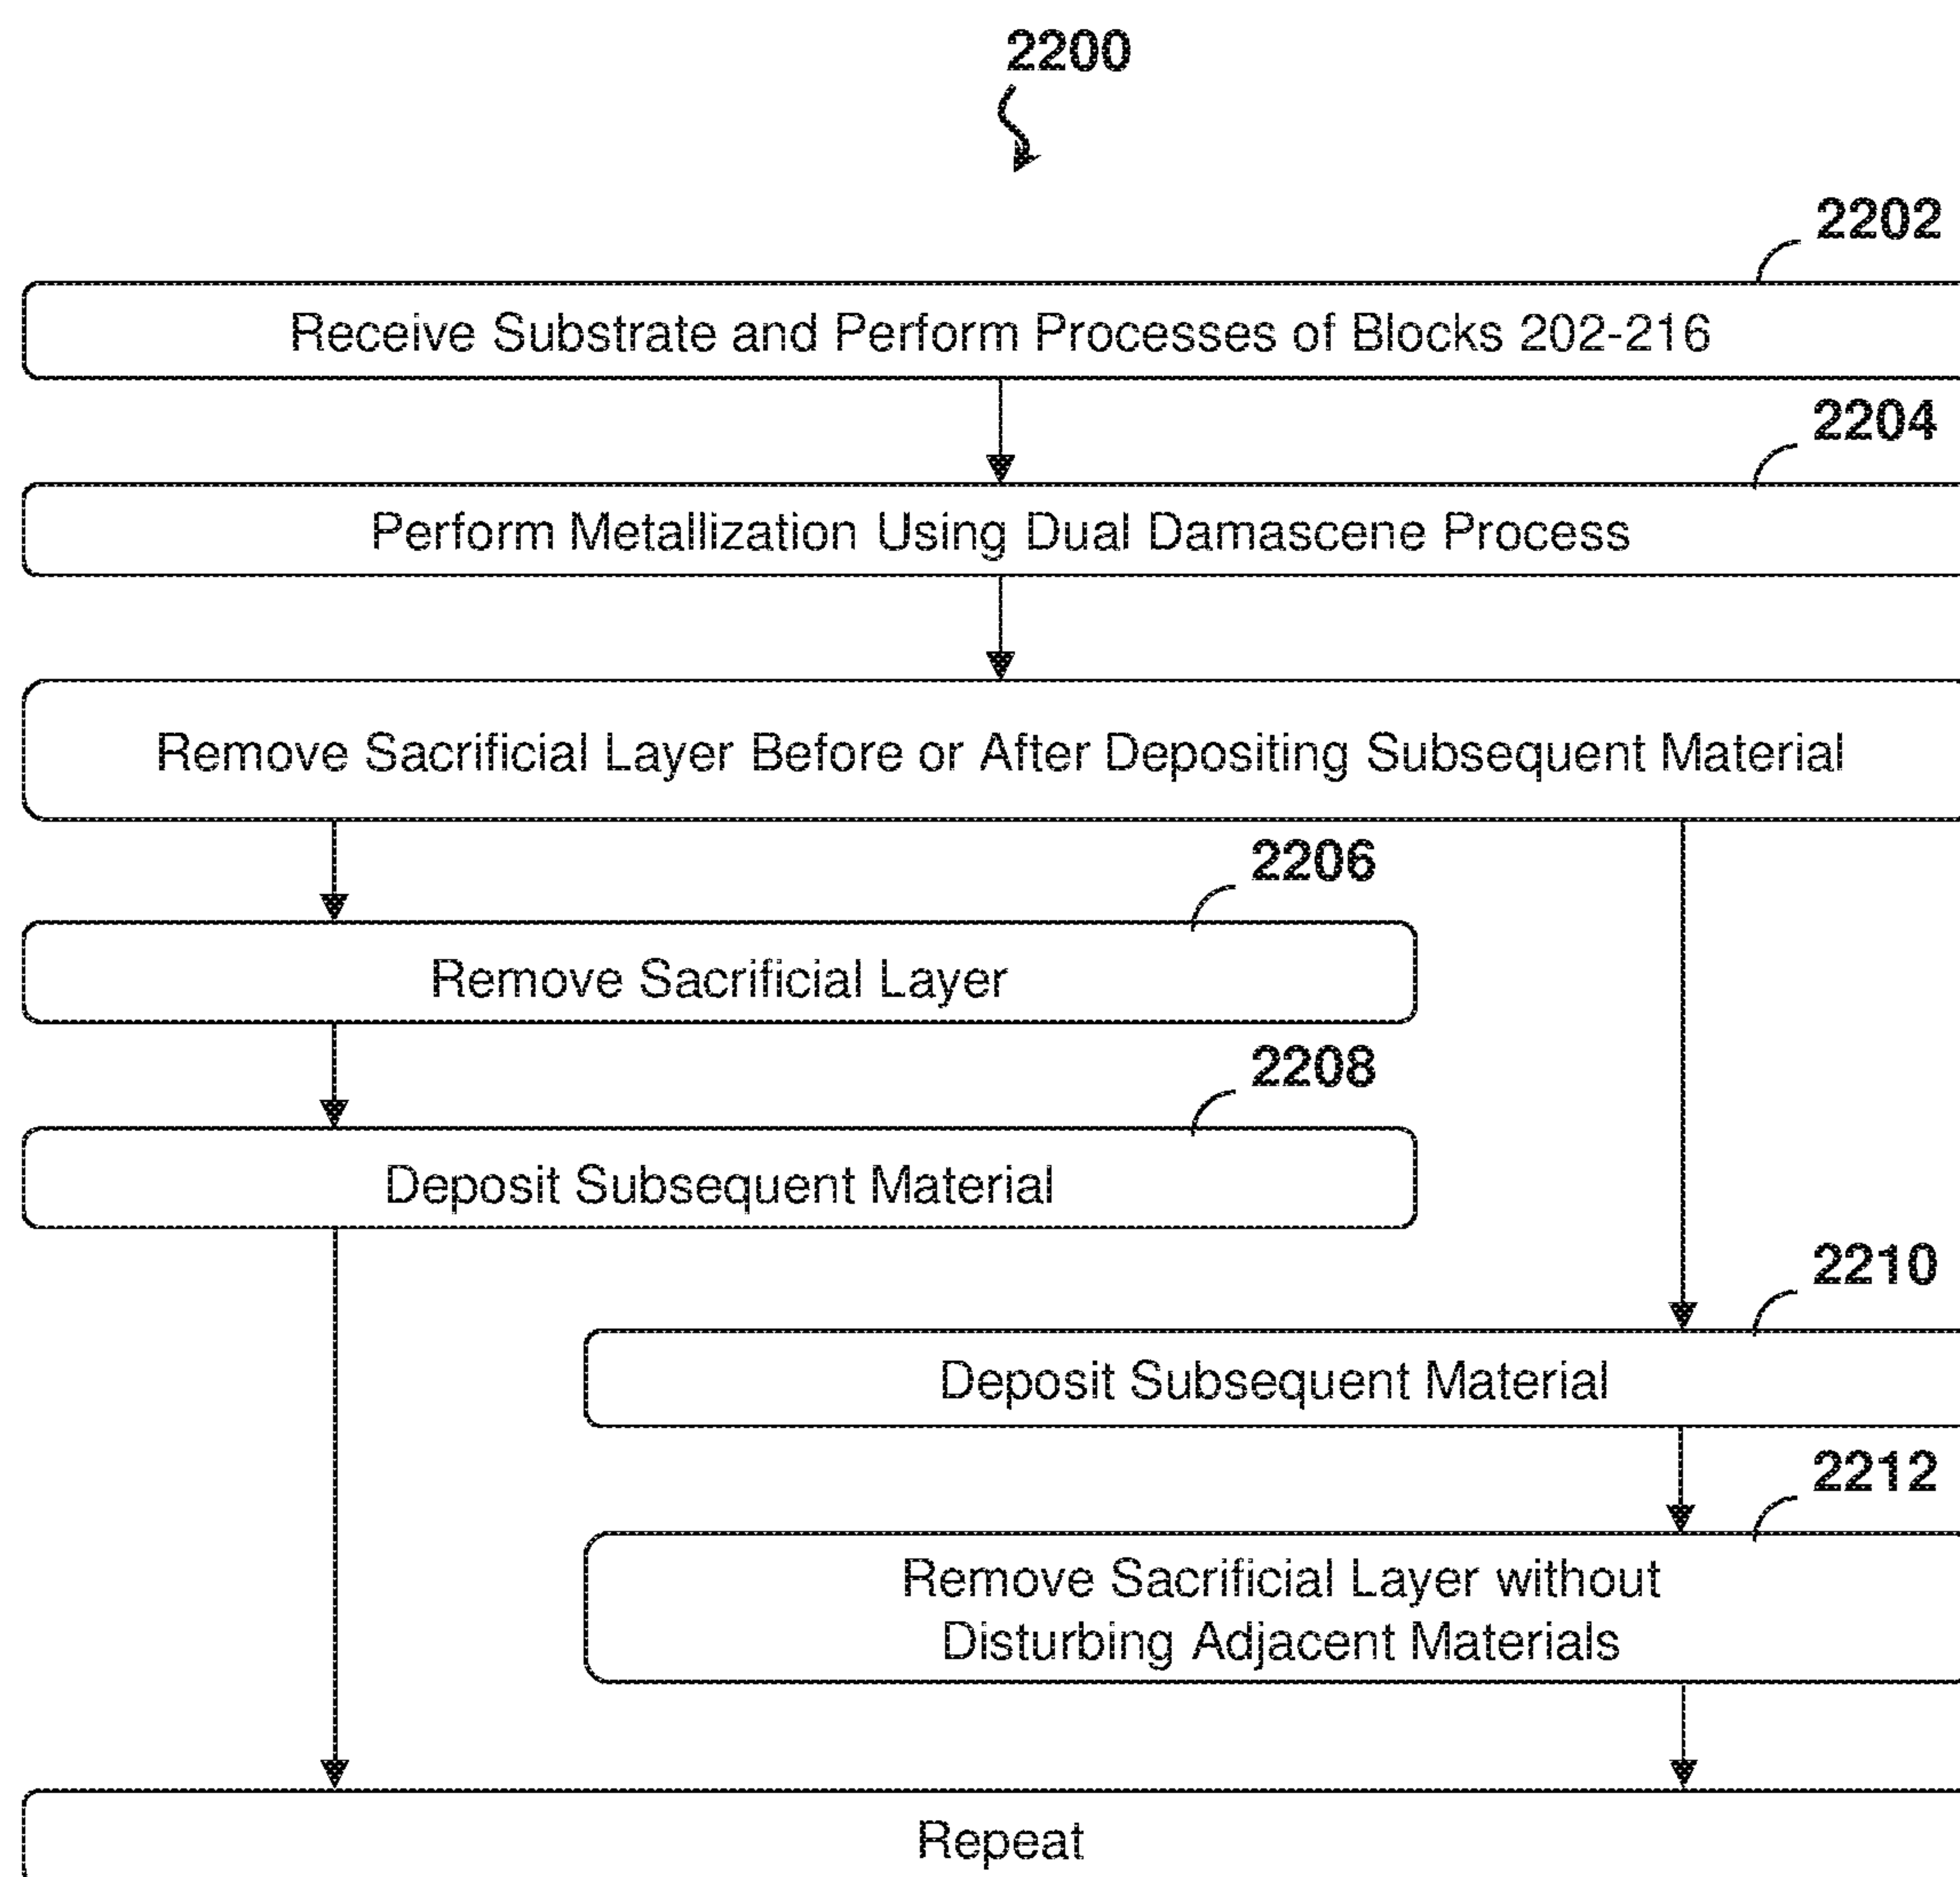 2200
2202
Receive Substrate and Perform Processes of Blocks 202-216
2204
Perform Metallization Using Dual Damascene Process
Remove Sacrificial Layer Before or After Depositing Subsequent Material
2206
Remove Sacrificial Layer
2208
Deposit Subsequent Material
2210
Deposit Subsequent Material
2212
Remove Sacrificial Layer without
Disturbing Adjacent Materials
Repeat